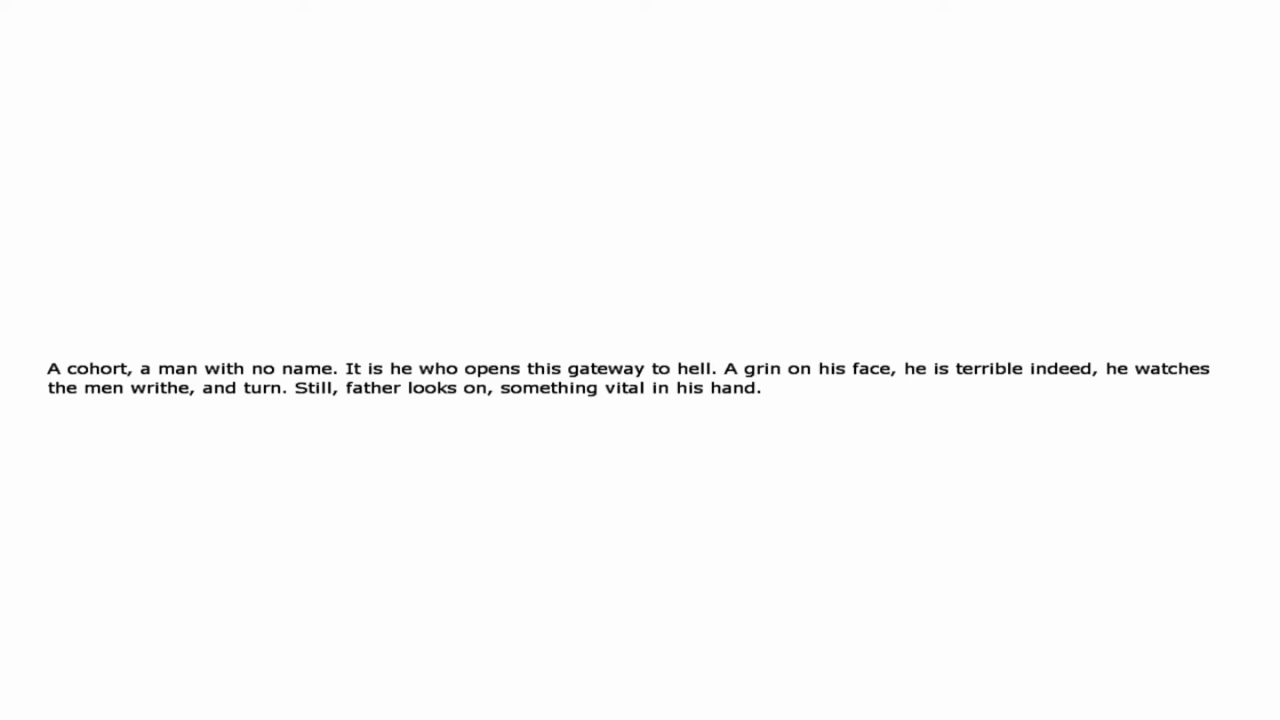 A cohort, a man with no name. It is he who opens this gateway to hell. A grin on his face, he is terrible indeed, he watches
the men writhe, and turn. Still, father looks on, something vital in his hand.